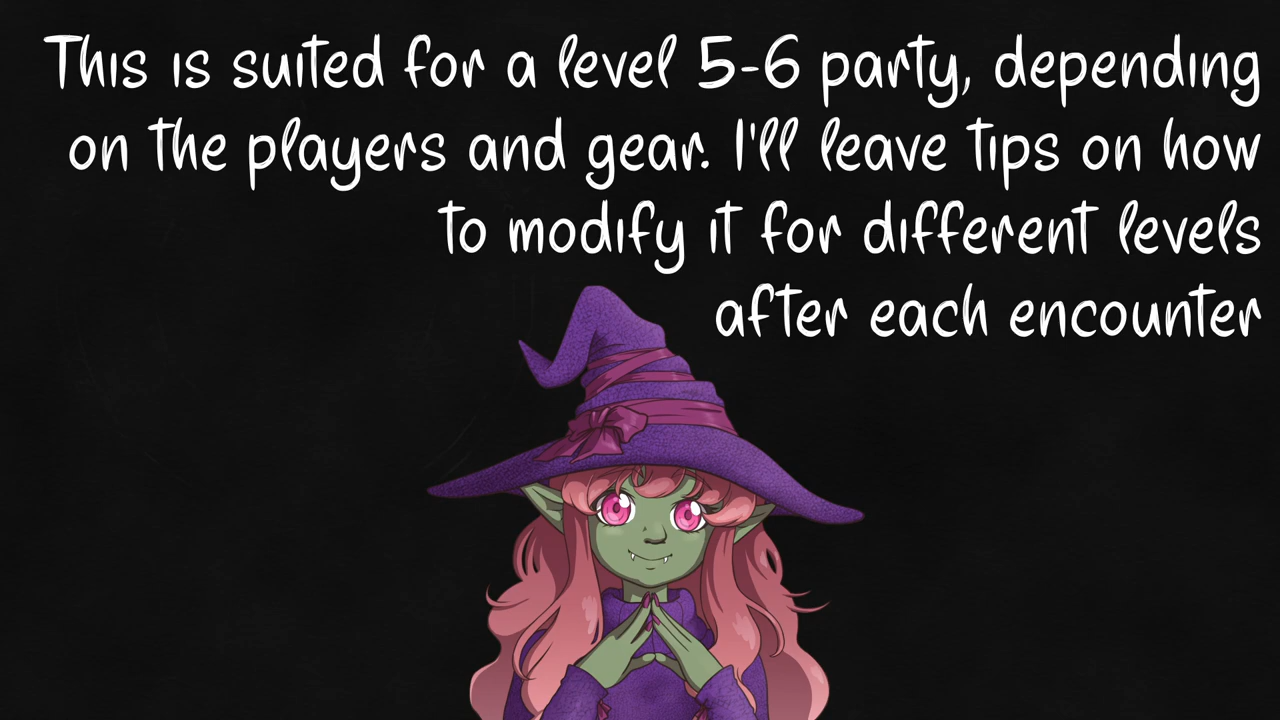 This is suited for a level 5-6 party, depending
on the players and gear. I'll leave tips on how
to modify it for different levels
after each encounter